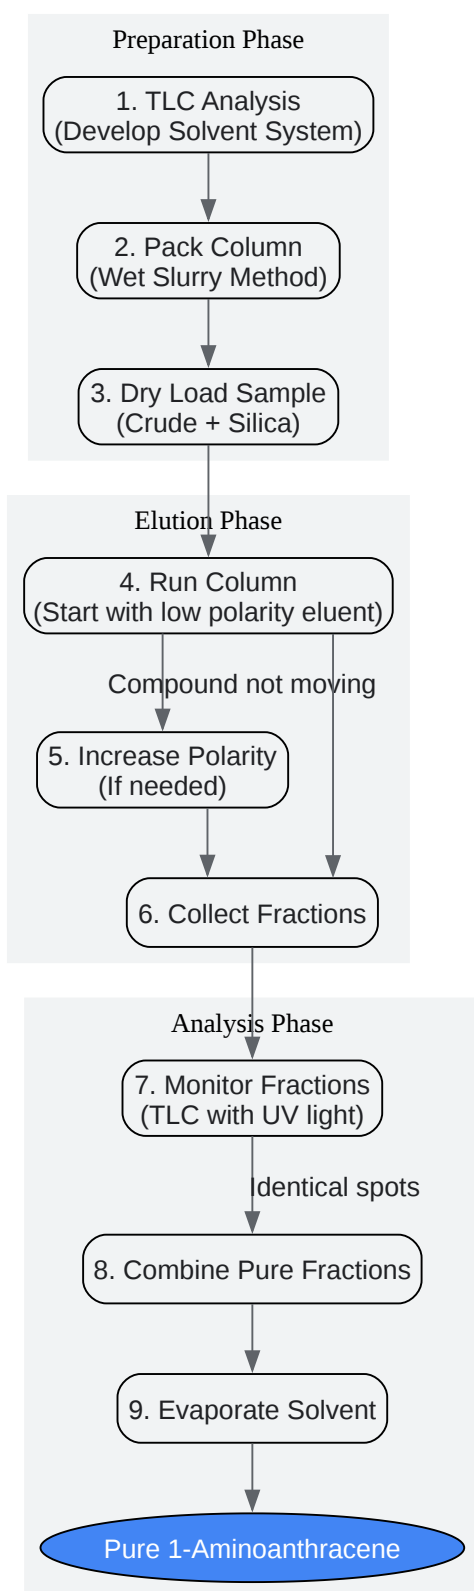 Preparation Phase
1. TLC Analysis
(Develop Solvent System)
2. Pack Column
(Wet Slurry Method)
3. Dry Load Sample
(Crude + Silica)
Elution Phase
4. Run Column
(Start with low polarity eluent)
Compound not moving
5. Increase Polarity
(If needed)
6. Collect Fractions
Analysis Phase
7. Monitor Fractions
(TLC with UV light)
Identical spots
8. Combine Pure Fractions
9. Evaporate Solvent
Pure 1-Aminoanthracene